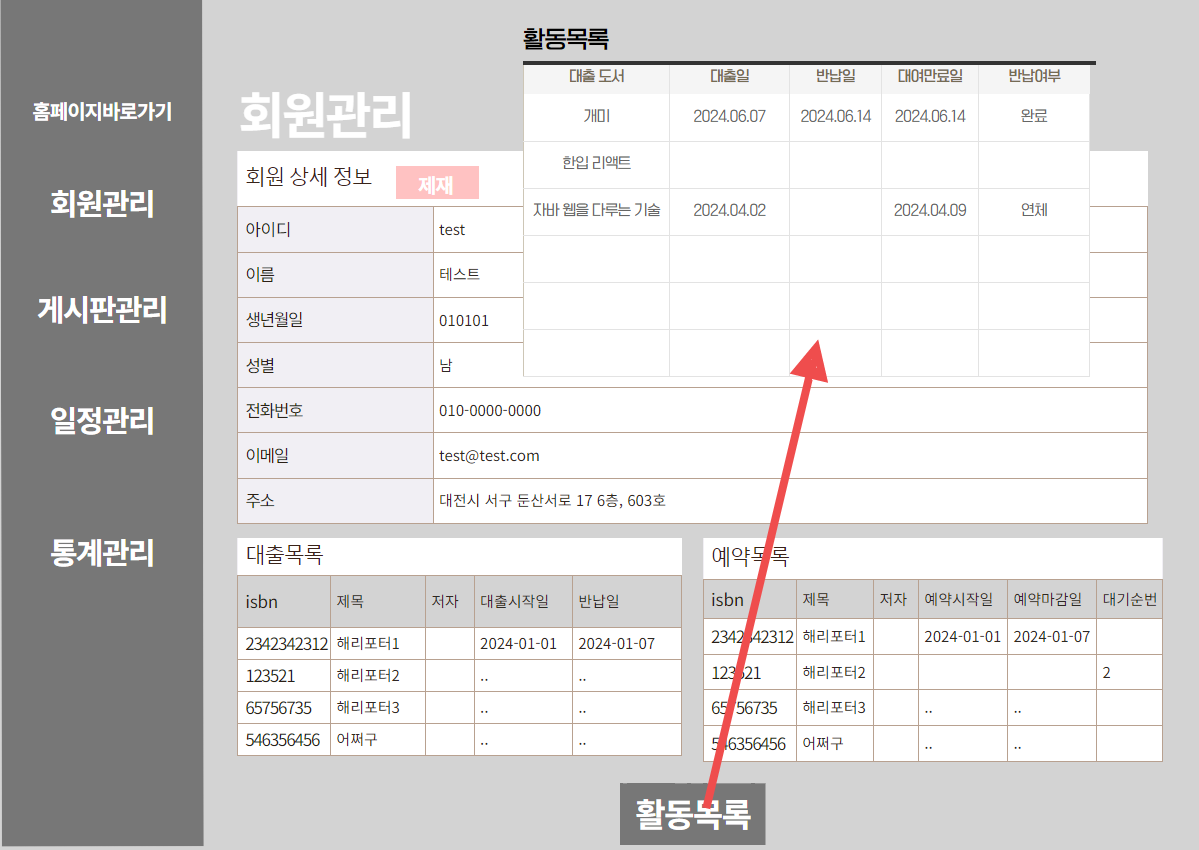 홈페이지바로가기
회원관리
게시판관리
일정관리
통계관리
회원관리
활동목록
대출 도서 대출일 반납일 대여만료일 반납여부
개미 2024.06.07 2024.06.14 2024.06.14 완료
한입 리액트
자바 웹을 다루는 기술 2024.04.02 2024.04.09 연체
회원 상세 정보 제재
아이디 test
이름 테스트
생년월일 010101
성별 남
전화번호 010-0000-0000
이메일 test@test.com
주소 대전시 서구 둔산서로 17 6층, 603호
대출목록
isbn 제목 저자 대출시작일 반납일
2342342312 해리포터1 2024-01-01 2024-01-07
123521 해리포터2 .. ..
65756735 해리포터3 .. ..
546356456 어쩌구 .. ..
예약목록
isbn 제목 저자 예약시작일 예약마감일 대기순번
2342342312 해리포터1 2024-01-01 2024-01-07
123521 해리포터2 2
65756735 해리포터3 .. ..
546356456 어쩌구 .. ..
활동목록